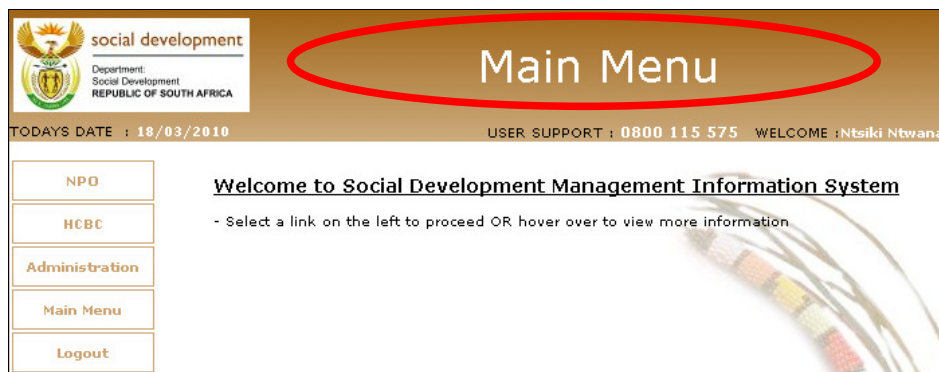 social development
Department:
Social Development
REPUBLIC OF SOUTH AFRICA
Main Menu
TODAYS DATE : 18/03/2010 USER SUPPORT : 0800 115 575 WELCOME :Ntsiki Ntwana
NPO
HCBC
Administration
Main Menu
Logout
Welcome to Social Development Management Information System
- Select a link on the left to proceed OR hover over to view more information